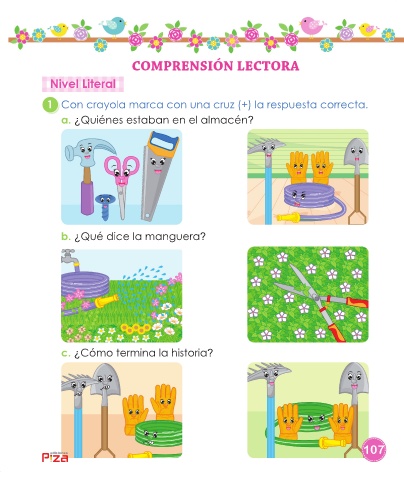 COMPRENSIÓN LECTORA
Nivel Literal
1 Con crayola marca con una cruz (+) la respuesta correcta.
a. ¿Quiénes estaban en el almacén?
b. ¿Qué dice la manguera?
c. ¿Cómo termina la historia?
P'zA
107